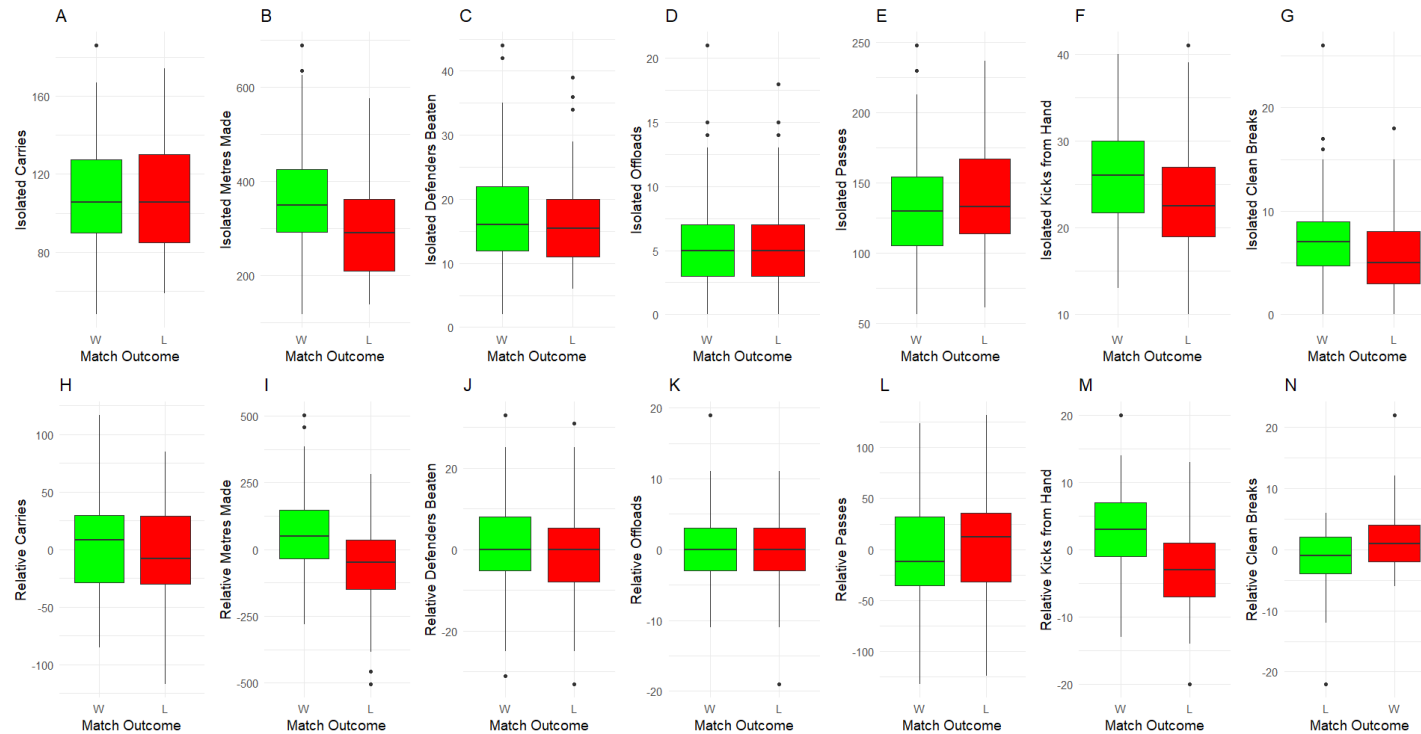 A
Isolated Carries
160
120
80
W L
Match Outcome
B
Isolated Metres Made
600
400
200
W L
Match Outcome
C
Isolated Defenders Beaten
40
30
20
10
0
W L
Match Outcome
D
Isolated Offloads
20
15
10
5
0
W L
Match Outcome
E
Isolated Passes
250
200
150
100
50
W L
Match Outcome
F
Isolated Kicks from Hand
40
30
20
10
W L
Match Outcome
G
Isolated Clean Breaks
20
10
0
W L
Match Outcome
H
Relative Carries
100
50
0
-50
-100
W L
Match Outcome
I
Relative Metres Made
500
250
0
-250
-500
W L
Match Outcome
J
Relative Defenders Beaten
20
0
-20
W L
Match Outcome
K
Relative Offloads
20
10
0
-10
-20
W L
Match Outcome
L
Relative Passes
100
50
0
-50
-100
W L
Match Outcome
M
Relative Kicks from Hand
20
10
0
-10
-20
W L
Match Outcome
N
Relative Clean Breaks
20
10
0
-10
-20
L W
Match Outcome